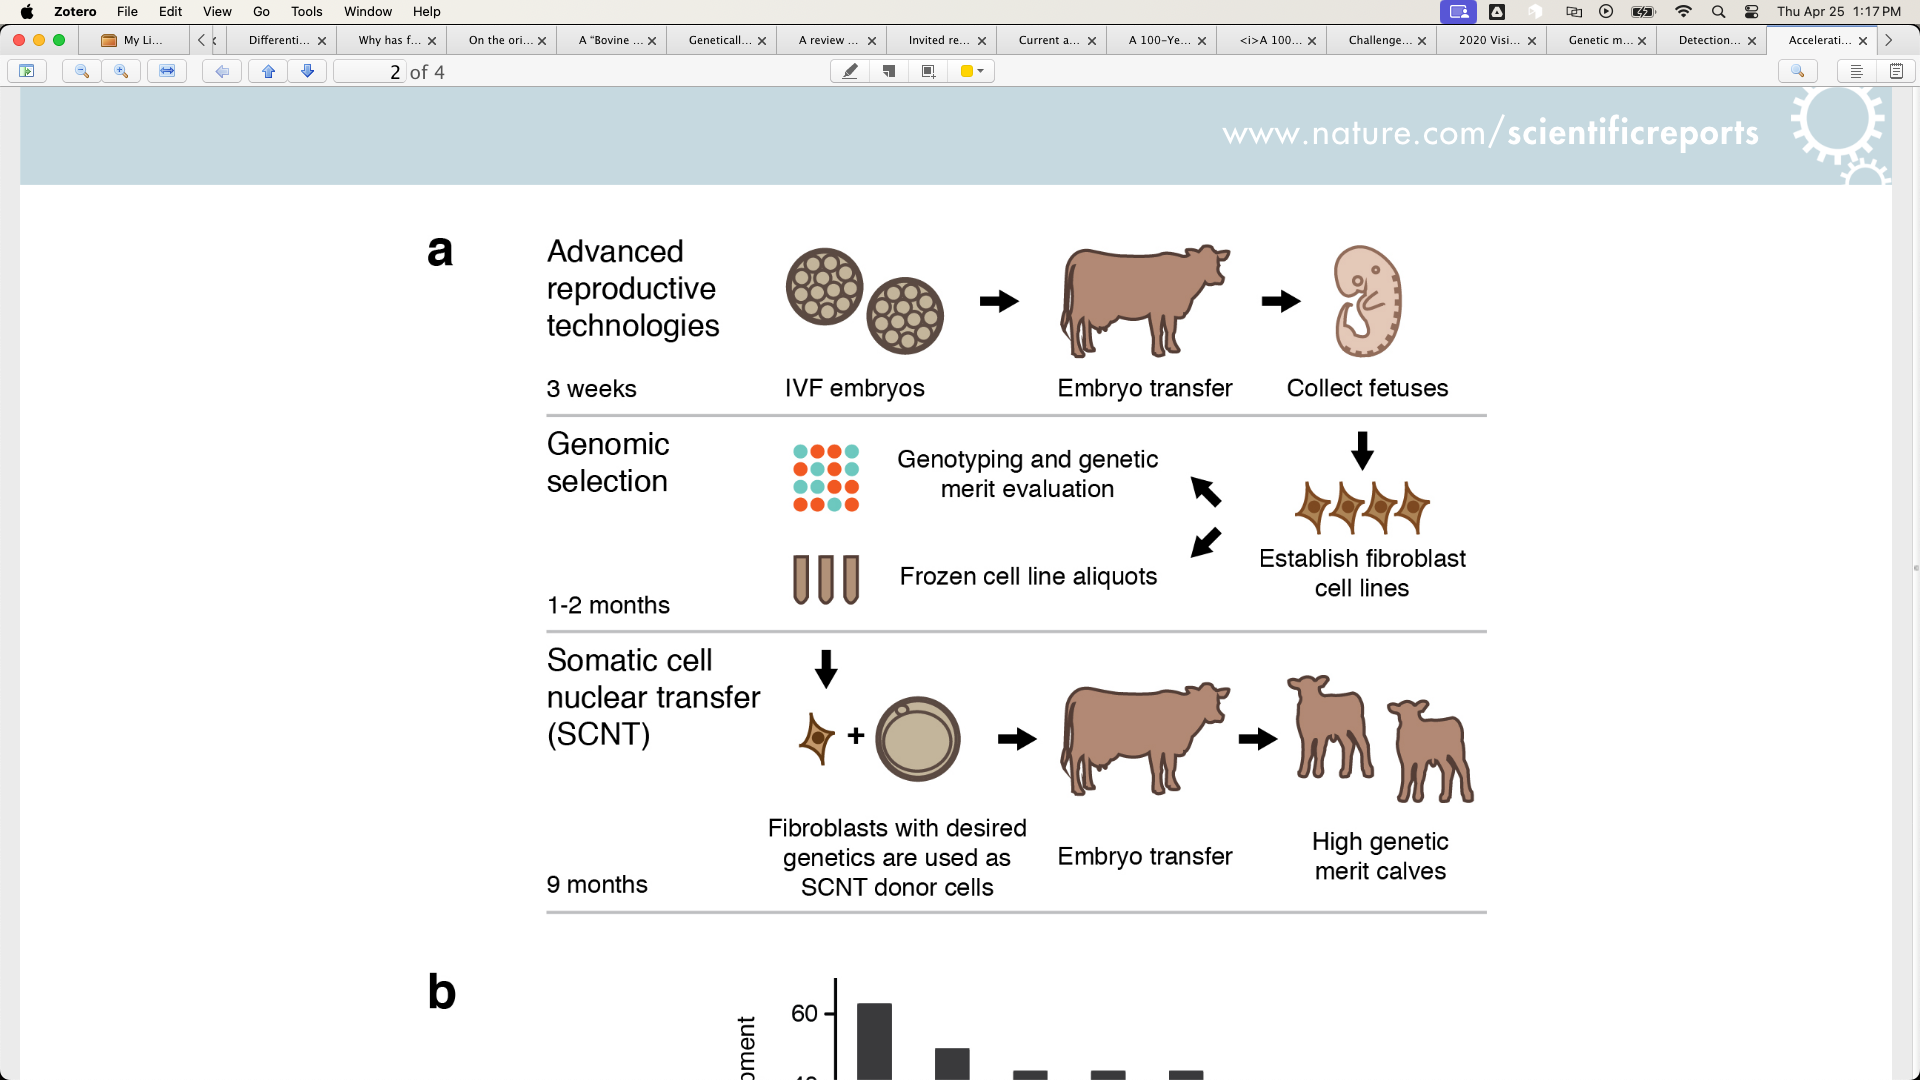 Zotero File Edit View Go Tools Window Help Thu Apr 25 1:17 PM
My Li... Differenti... Why has f... On the ori... A "Bovine ... Geneticall... A review ... Invited re... Current a... A 100-Ye... <i>A 100... Challenge... 2020 Visi... Genetic m... Detection... Accelerati...
2 of 4
www.nature.com/scientificreports
a
Advanced
reproductive
technologies
3 weeks
IVF embryos
Embryo transfer
Collect fetuses
Genomic
selection
1-2 months
Genotyping and genetic
merit evaluation
Frozen cell line aliquots
Establish fibroblast
cell lines
Somatic cell
nuclear transfer
(SCNT)
9 months
+
Fibroblasts with desired
genetics are used as
SCNT donor cells
Embryo transfer
High genetic
merit calves
b
60